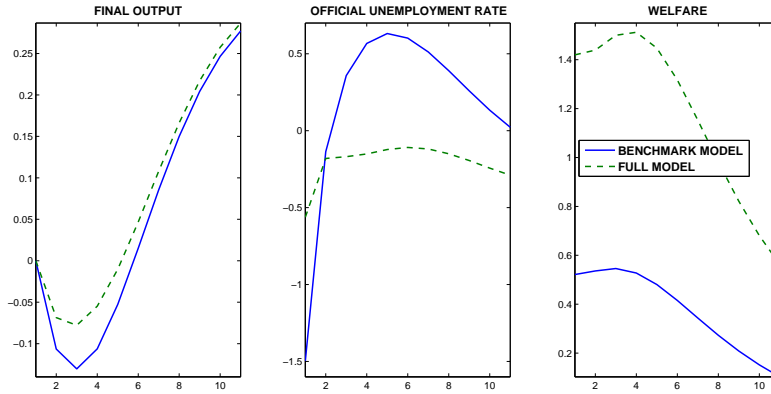 FINAL OUTPUT
0.25
0.2
0.15
0.1
0.05
0
−0.05
−0.1
2 4 6 8 10
OFFICIAL UNEMPLOYMENT RATE
0.5
0
−0.5
−1
−1.5
2 4 6 8 10
WELFARE
1.4
1.2
1
0.8
0.6
0.4
0.2
2 4 6 8 10
BENCHMARK MODEL
FULL MODEL